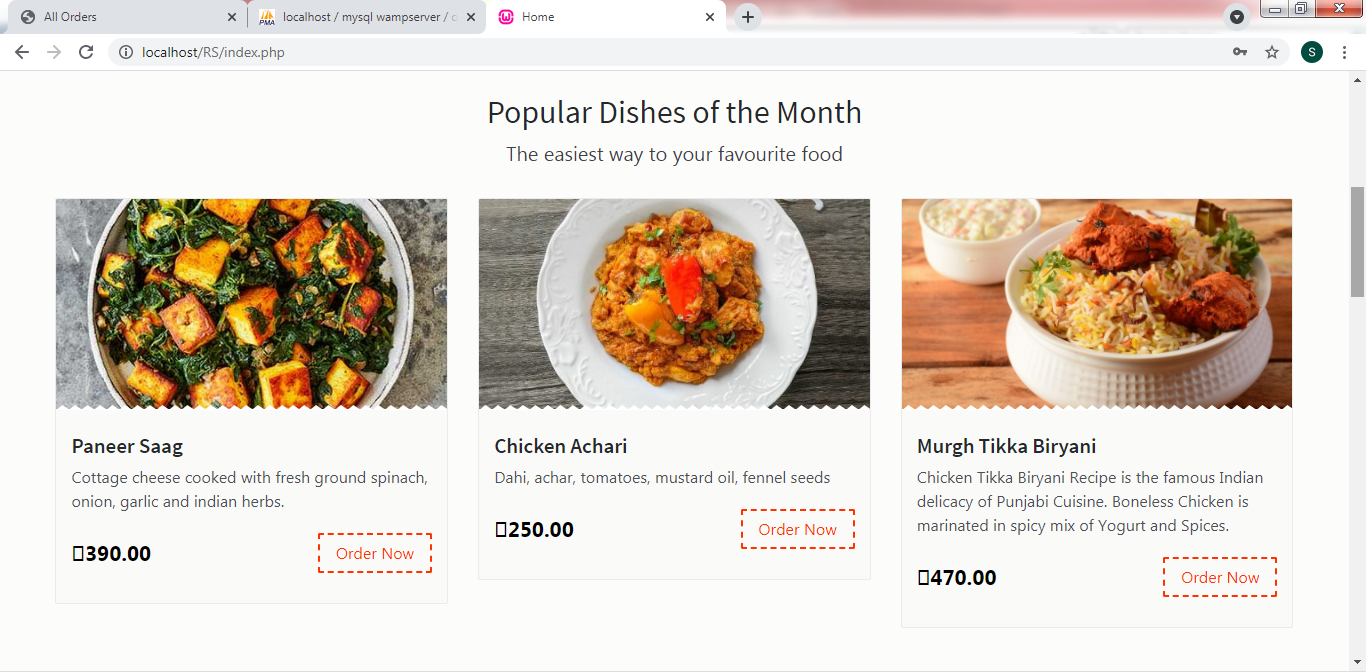 All Orders
localhost / mysql wampserver /
Home
localhost/RS/index.php
S
Popular Dishes of the Month
The easiest way to your favourite food
Paneer Saag
Cottage cheese cooked with fresh ground spinach,
onion, garlic and indian herbs.
▯390.00
Order Now
Chicken Achari
Dahi, achar, tomatoes, mustard oil, fennel seeds
▯250.00
Order Now
Murgh Tikka Biryani
Chicken Tikka Biryani Recipe is the famous Indian
delicacy of Punjabi Cuisine. Boneless Chicken is
marinated in spicy mix of Yogurt and Spices.
▯470.00
Order Now